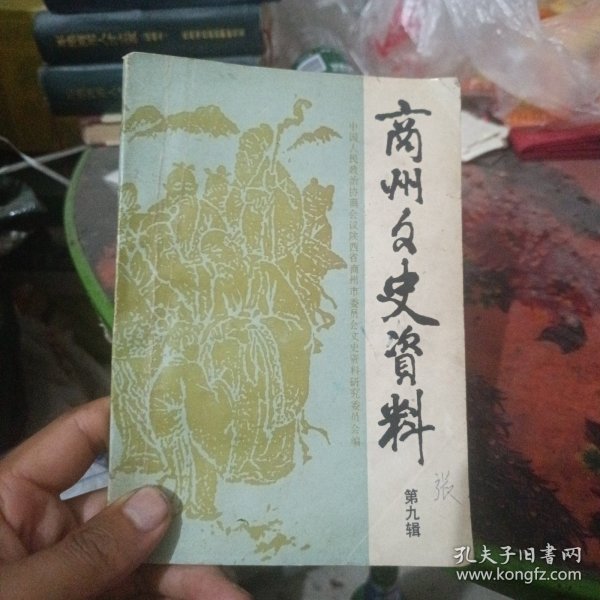 商州文史資料
第九辑
张
中国人民政治协商会议陕西省商州市委员会文史资料研究委员会编
孔夫子旧书网
www.kongfz.com